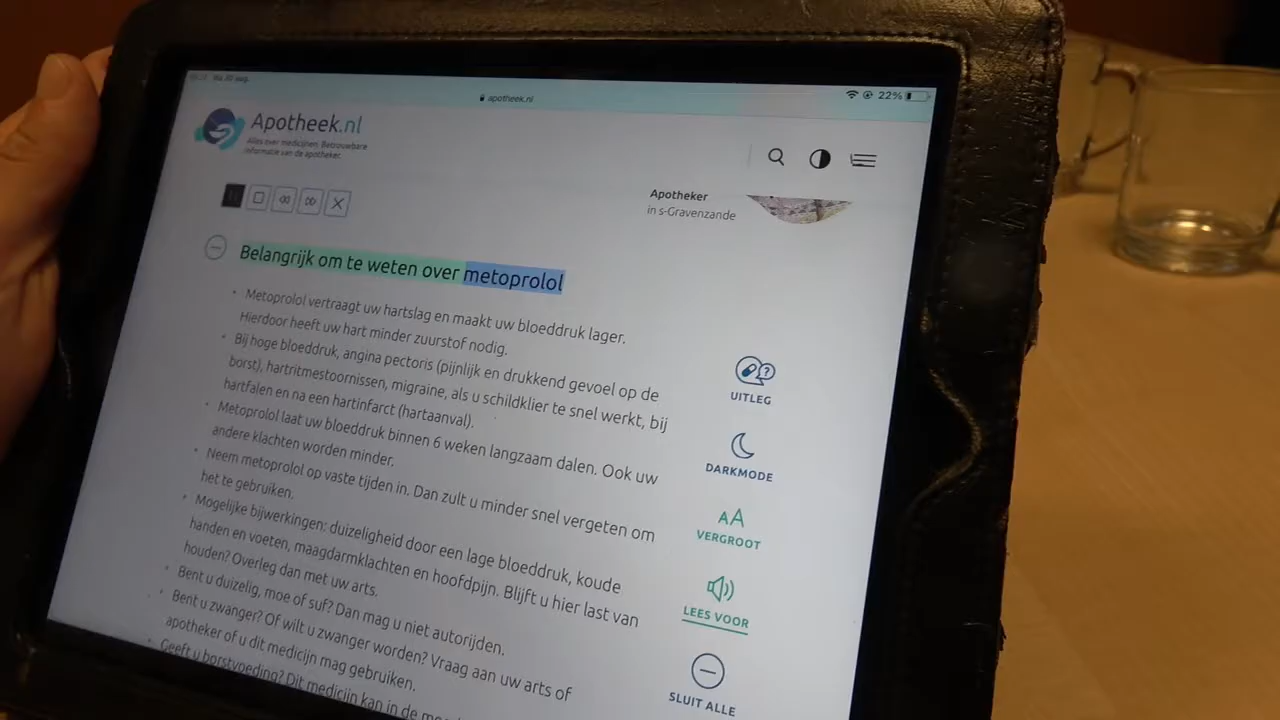 apotheek.nl
22%
Apotheek.nl
Alles over medicijnen. Betrouwbare
informatie van de apotheker.
Apotheker
in s-Gravenzande
Belangrijk om te weten over metoprolol
Metoprolol vertraagt uw hartslag en maakt uw bloeddruk lager.
Hierdoor heeft uw hart minder zuurstof nodig.
Bij hoge bloeddruk, angina pectoris (pijnlijk en drukkend gevoel op de
borst), hartritmestoornissen, migraine, als u schildklier te snel werkt, bij
hartfalen en na een hartinfarct (hartaanval).
Metoprolol laat uw bloeddruk binnen 6 weken langzaam dalen. Ook uw
andere klachten worden minder.
Neem metoprolol op vaste tijden in. Dan zult u minder snel vergeten om
het te gebruiken.
Mogelijke bijwerkingen: duizeligheid door een lage bloeddruk, koude
handen en voeten, maagdarmklachten en hoofdpijn. Blijft u hier last van
houden? Overleg dan met uw arts.
Bent u duizelig, moe of suf? Dan mag u niet autorijden.
Bent u zwanger? Of wilt u zwanger worden? Vraag aan uw arts of
apotheker of u dit medicijn mag gebruiken.
Geeft u borstvoeding? Dit medicijn kan in de
UITLEG
DARKMODE
AA
VERGROOT
LEES VOOR
SLUIT ALLE